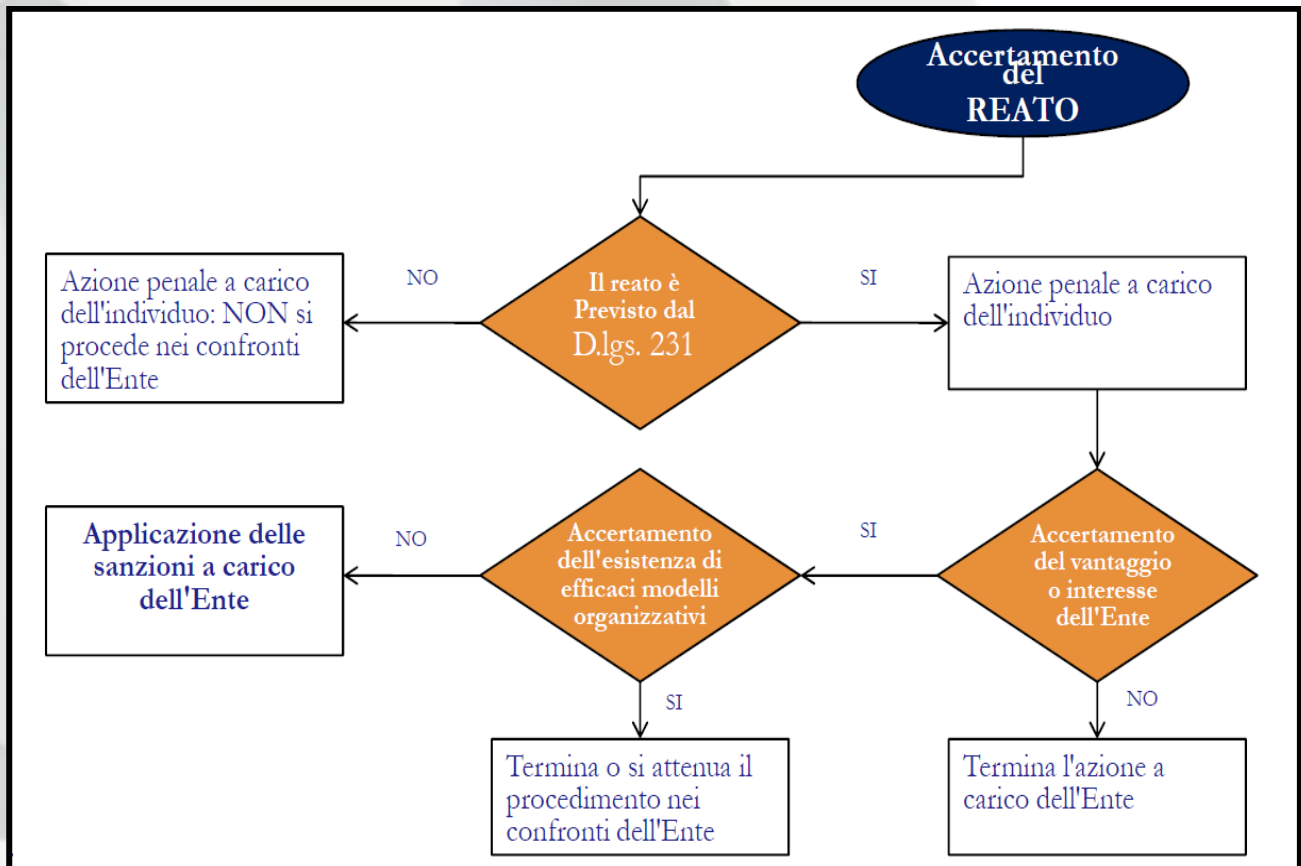 Accertamento
del
REATO
Il reato è
Previsto dal
D.lgs. 231
NO
SI
Azione penale a carico
dell'individuo: NON si
procede nei confronti
dell'Ente
Azione penale a carico
dell'individuo
Accertamento
del vantaggio
o interesse
dell'Ente
SI
NO
Accertamento
dell'esistenza di
efficaci modelli
organizzativi
NO
SI
Applicazione delle
sanzioni a carico
dell'Ente
Termina o si attenua il
procedimento nei
confronti dell'Ente
Termina l'azione a
carico dell'Ente